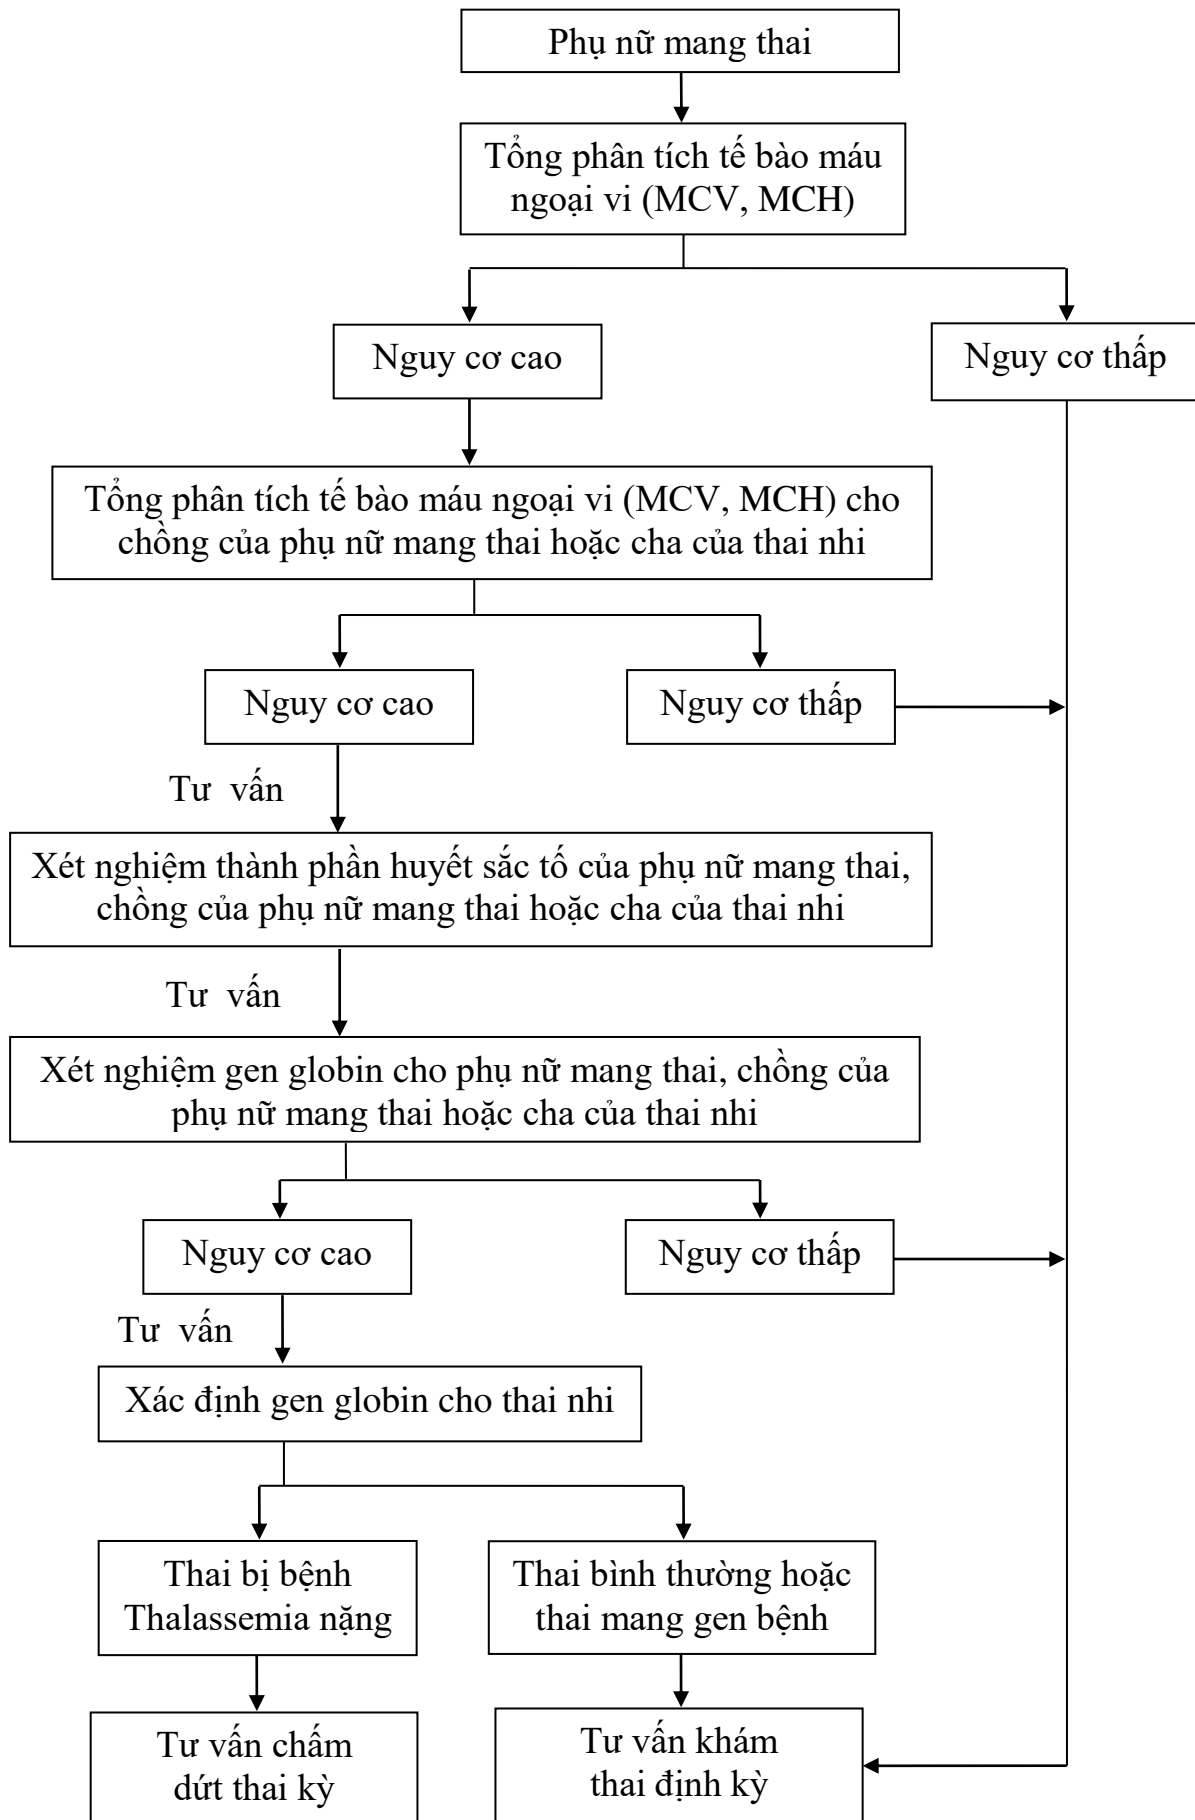 Phụ nữ mang thai
Tổng phân tích tế bào máu
ngoại vi (MCV, MCH)
Nguy cơ cao
Nguy cơ thấp
Tổng phân tích tế bào máu ngoại vi (MCV, MCH) cho
chồng của phụ nữ mang thai hoặc cha của thai nhi
Nguy cơ cao
Nguy cơ thấp
Tư vấn
Xét nghiệm thành phần huyết sắc tố của phụ nữ mang thai,
chồng của phụ nữ mang thai hoặc cha của thai nhi
Tư vấn
Xét nghiệm gen globin cho phụ nữ mang thai, chồng của
phụ nữ mang thai hoặc cha của thai nhi
Nguy cơ cao
Nguy cơ thấp
Tư vấn
Xác định gen globin cho thai nhi
Thai bị bệnh
Thalassemia nặng
Thai bình thường hoặc
thai mang gen bệnh
Tư vấn chấm
dứt thai kỳ
Tư vấn khám
thai định kỳ